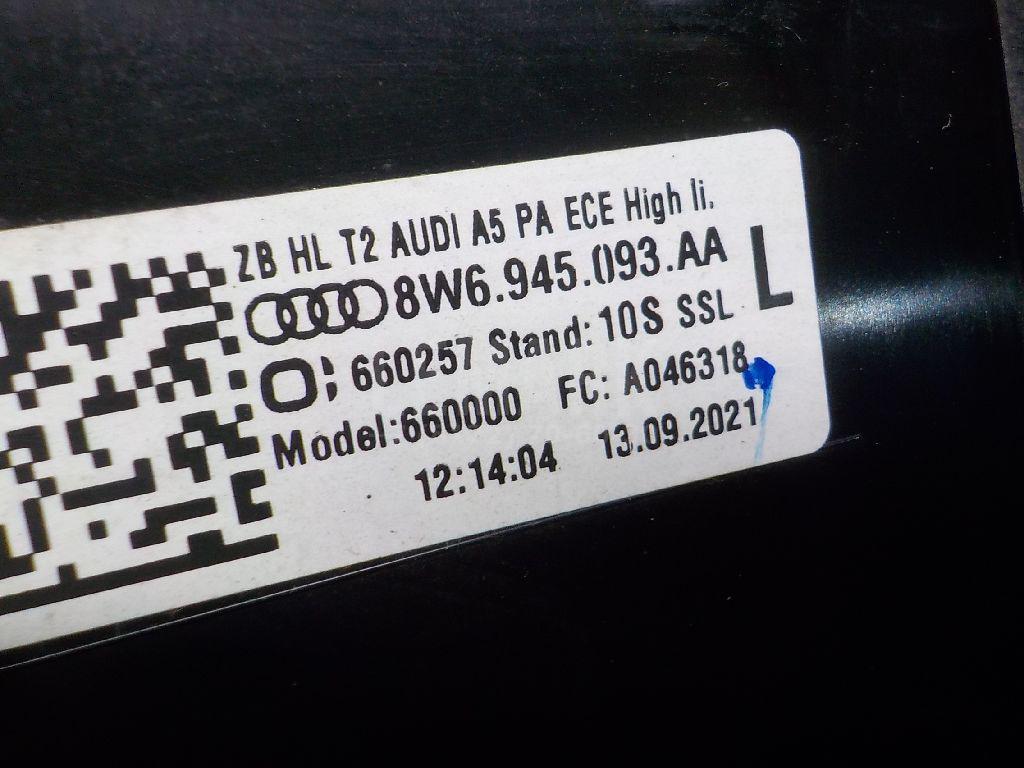 ZB HL T2 AUDI A5 PA ECE High li.
8W6.945.093.AA
L
660257 Stand: 10S SSL
Model:660000 FC: A046318
12:14:04 13.09.2021